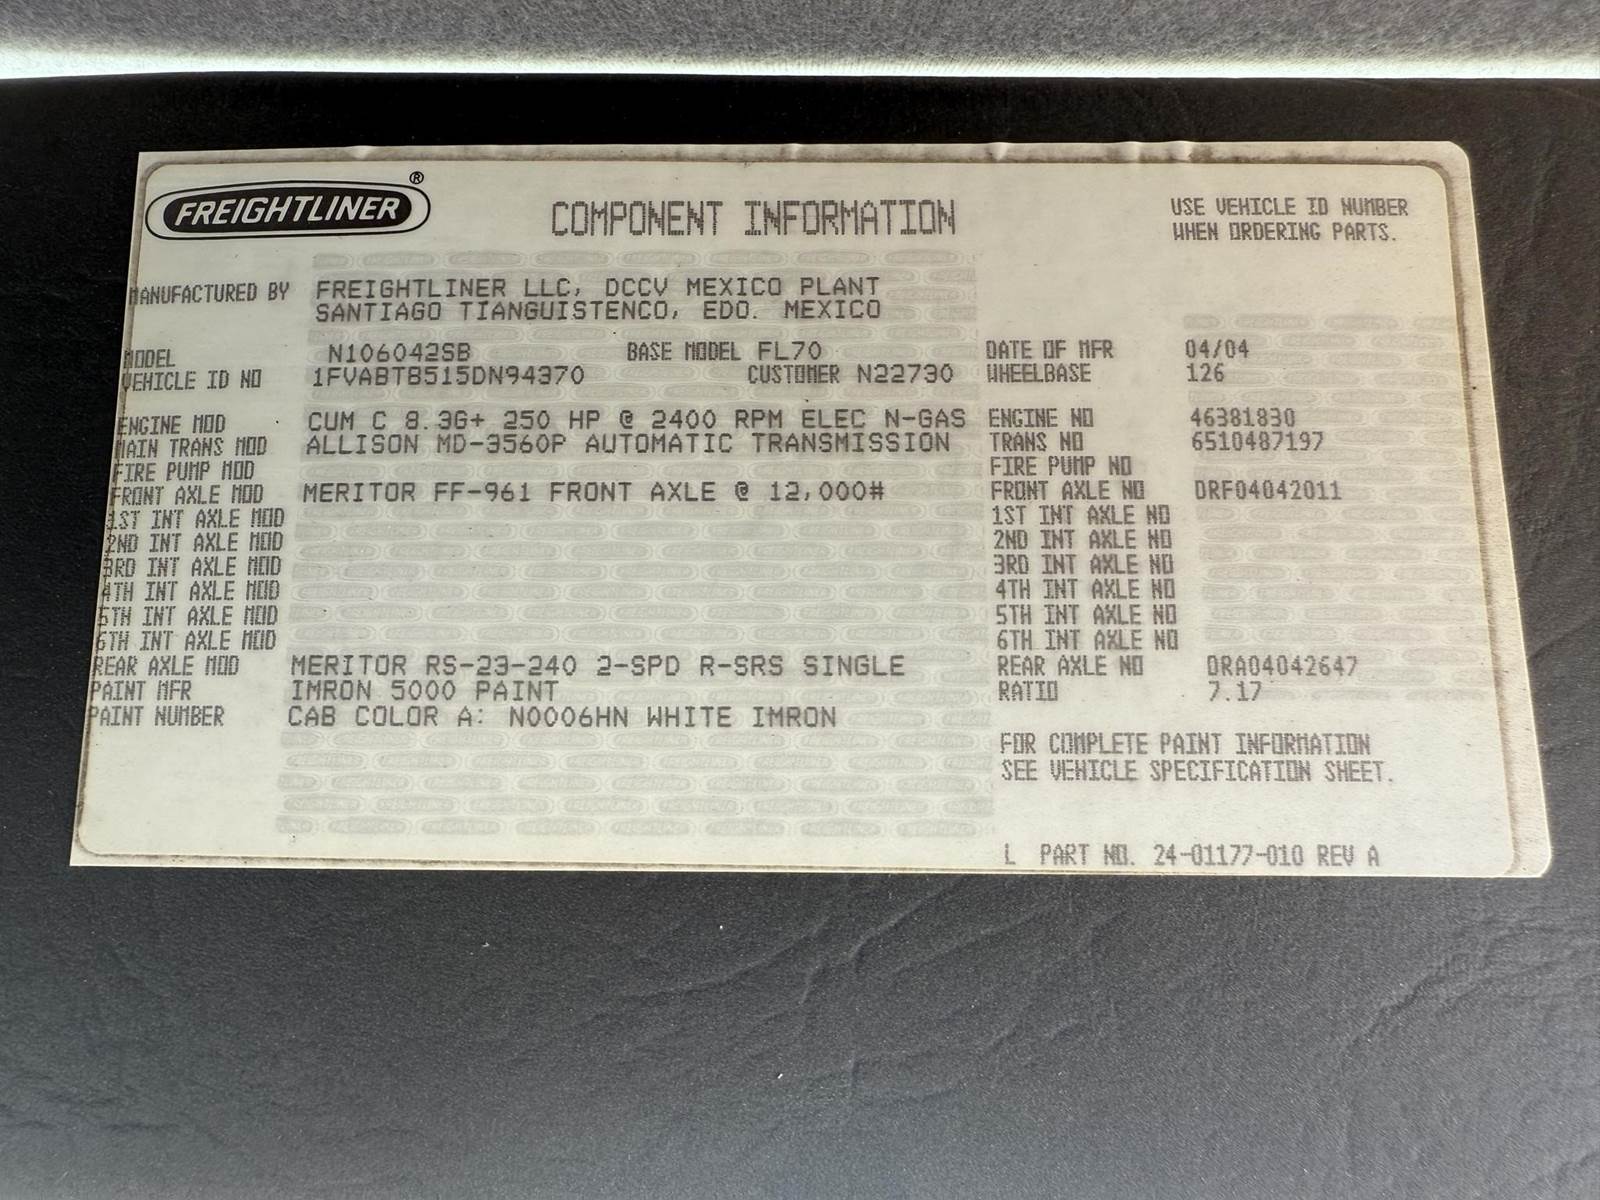 FREIGHTLINER ®
COMPONENT INFORMATION
USE VEHICLE ID NUMBER
WHEN ORDERING PARTS.
MANUFACTURED BY FREIGHTLINER LLC, DCCV MEXICO PLANT
SANTIAGO TIANGUISTENCO, EDO. MEXICO
MODEL N106042SB BASE MODEL FL70 DATE OF MFR 04/04
VEHICLE ID NO 1FVABTB515DN94370 CUSTOMER N22730 WHEELBASE 126
ENGINE MOD CUM C 8.3G+ 250 HP @ 2400 RPM ELEC N-GAS ENGINE NO 46381830
MAIN TRANS MOD ALLISON MD-3560P AUTOMATIC TRANSMISSION TRANS NO 6510487197
FIRE PUMP MOD FIRE PUMP NO
FRONT AXLE MOD MERITOR FF-961 FRONT AXLE @ 12,000# FRONT AXLE NO DRF04042011
1ST INT AXLE MOD 1ST INT AXLE NO
2ND INT AXLE MOD 2ND INT AXLE NO
3RD INT AXLE MOD 3RD INT AXLE NO
4TH INT AXLE MOD 4TH INT AXLE NO
5TH INT AXLE MOD 5TH INT AXLE NO
6TH INT AXLE MOD 6TH INT AXLE NO
REAR AXLE MOD MERITOR RS-23-240 2-SPD R-SRS SINGLE REAR AXLE NO DRA04042647
PAINT MFR IMRON 5000 PAINT RATIO 7.17
PAINT NUMBER CAB COLOR A: N0006HN WHITE IMRON
FOR COMPLETE PAINT INFORMATION
SEE VEHICLE SPECIFICATION SHEET.
L PART NO. 24-01177-010 REV A